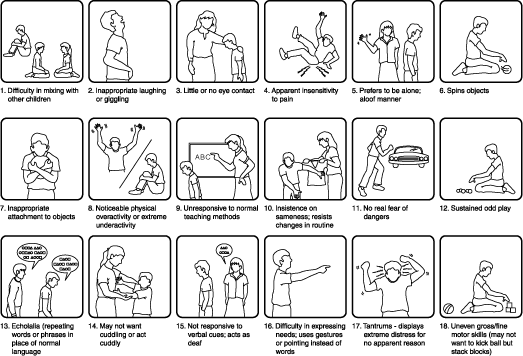 1. Difficulty in mixing with
other children
2. Inappropriate laughing
or giggling
3. Little or no eye contact
4. Apparent insensitivity
to pain
5. Prefers to be alone;
aloof manner
6. Spins objects
ABC
7. Inappropriate
attachment to objects
8. Noticeable physical
overactivity or extreme
underactivity
9. Unresponsive to normal
teaching methods
10. Insistence on
sameness; resists
changes in routine
11. No real fear of
dangers
12. Sustained odd play
13. Echolalia (repeating
words or phrases in
place of normal
language)
14. May not want
cuddling or act
cuddly
15. Not responsive to
verbal cues; acts as
deaf
16. Difficulty in expressing
needs; uses gestures
or pointing instead of
words
17. Tantrums - displays
extreme distress for
no apparent reason
18. Uneven gross/fine
motor skills (may not
want to kick ball but
stack blocks)